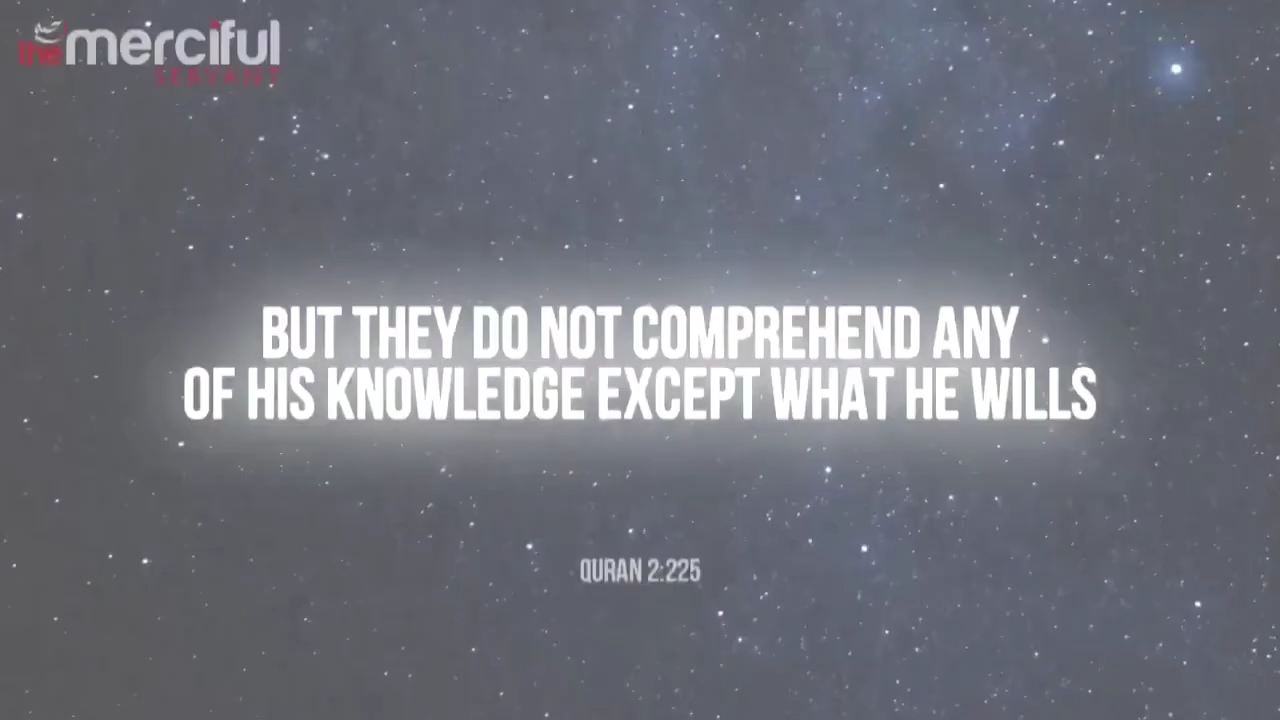 the merciful
SERVANT
BUT THEY DO NOT COMPREHEND ANY
OF HIS KNOWLEDGE EXCEPT WHAT HE WILLS
QURAN 2:225